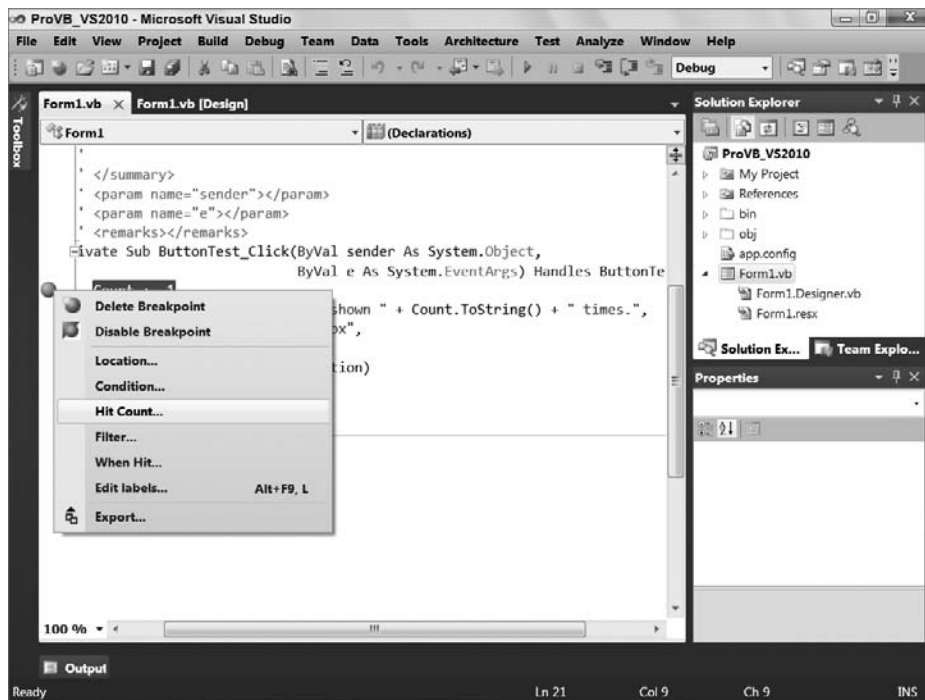 ProVB_VS2010 - Microsoft Visual Studio
File Edit View Project Build Debug Team Data Tools Architecture Test Analyze Window Help
Debug
Toolbox
Form1.vb × Form1.vb [Design]
Form1
(Declarations)
'
' </summary>
' <param name="sender"></param>
' <param name="e"></param>
' <remarks></remarks>
ivate Sub ButtonTest_Click(ByVal sender As System.Object,
ByVal e As System.EventArgs) Handles ButtonTe
shown " + Count.ToString() + " times.",
ox",
tion)
Delete Breakpoint
Disable Breakpoint
Location...
Condition...
Hit Count...
Filter...
When Hit...
Edit labels... Alt+F9, L
Export...
100 %
Solution Explorer
ProVB_VS2010
My Project
References
bin
obj
app.config
Form1.vb
Form1.Designer.vb
Form1.resx
Solution Ex... Team Explo...
Properties
Output
Ready Ln 21 Col 9 Ch 9 INS